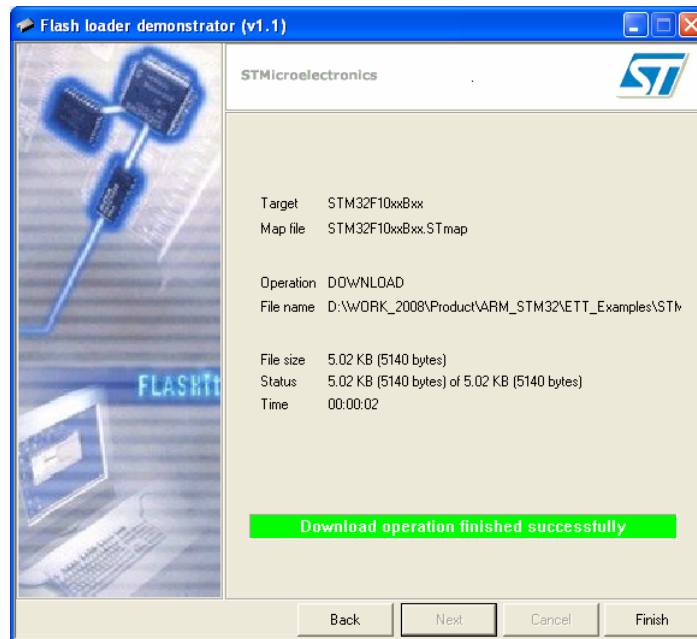 Flash loader demonstrator (v1.1)
STMicroelectronics
ST
Target STM32F10xxBxx
Map file STM32F10xxBxx.STmap
Operation DOWNLOAD
File name D:\WORK_2008\Product\ARM_STM32\ETT_Examples\STM
File size 5.02 KB (5140 bytes)
Status 5.02 KB (5140 bytes) of 5.02 KB (5140 bytes)
Time 00:00:02
FLASHit
Download operation finished successfully
Back Next Cancel Finish